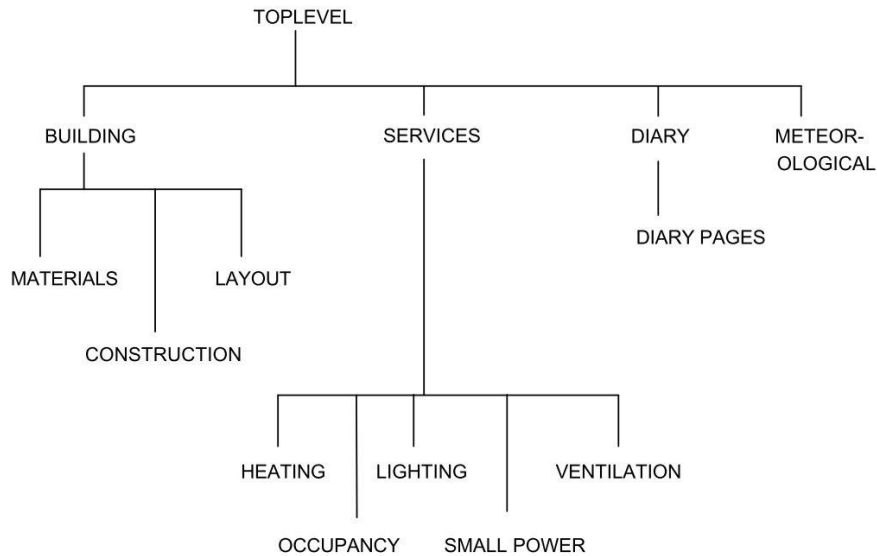 TOPLEVEL
BUILDING
SERVICES
DIARY
METEOR-
OLOGICAL
DIARY PAGES
MATERIALS
LAYOUT
CONSTRUCTION
HEATING
LIGHTING
VENTILATION
OCCUPANCY
SMALL POWER